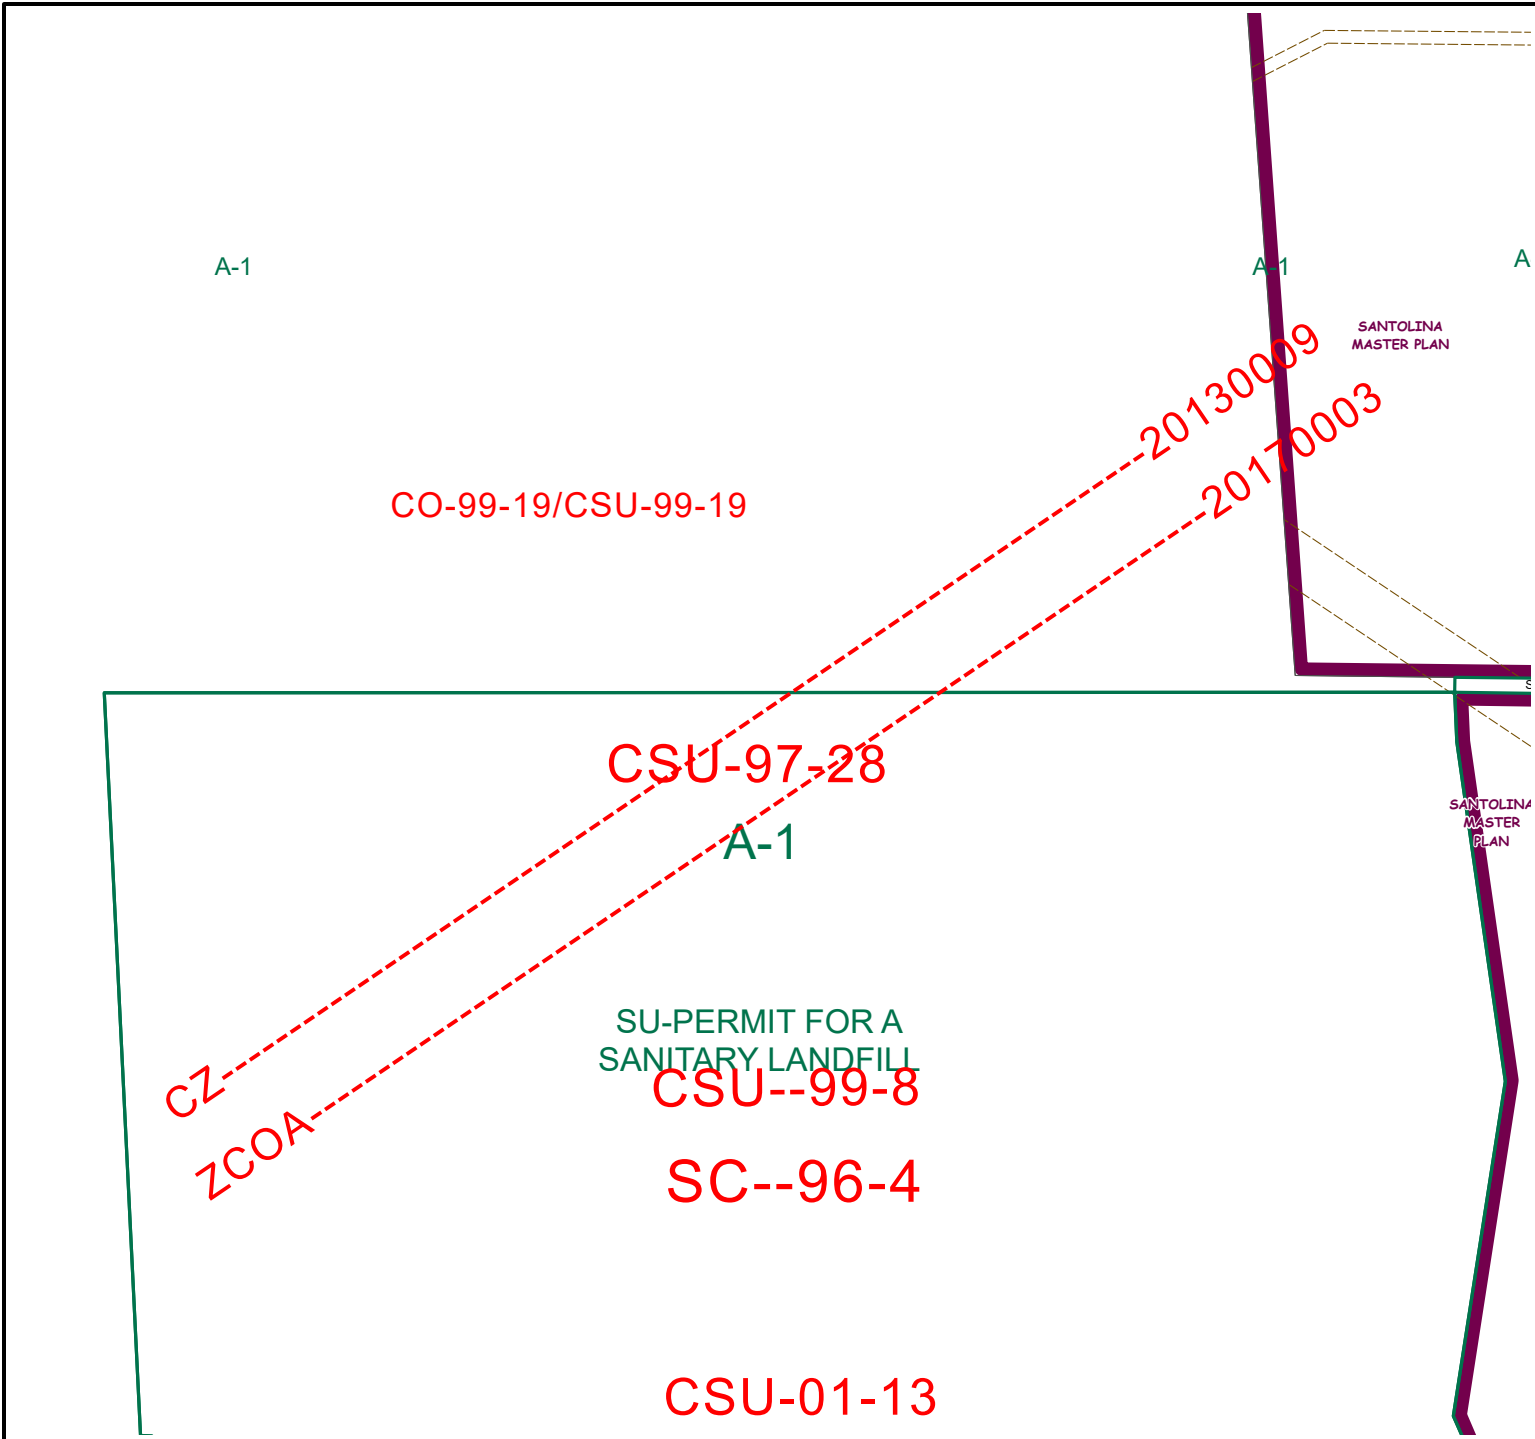 A-1
A-1
A
SANTOLINA
MASTER PLAN
CZ-----20130009
ZCOA-----20170003
CO-99-19/CSU-99-19
S
CSU-97-28
A-1
SANTOLINA
MASTER
PLAN
SU-PERMIT FOR A
SANITARY LANDFILL
CSU--99-8
SC--96-4
CSU-01-13